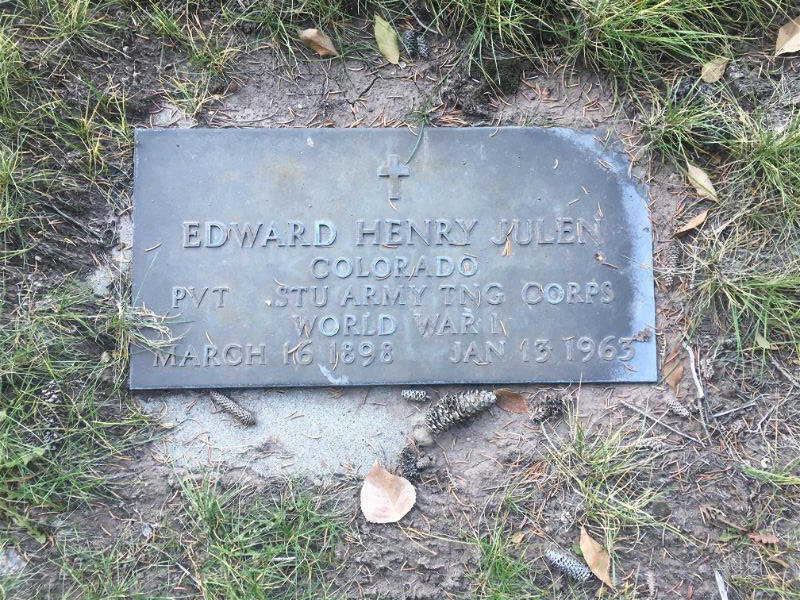 EDWARD HENRY JULEN
COLORADO
PVT STU ARMY TNG CORPS
WORLD WAR I
MARCH 16 1898 JAN 13 1963